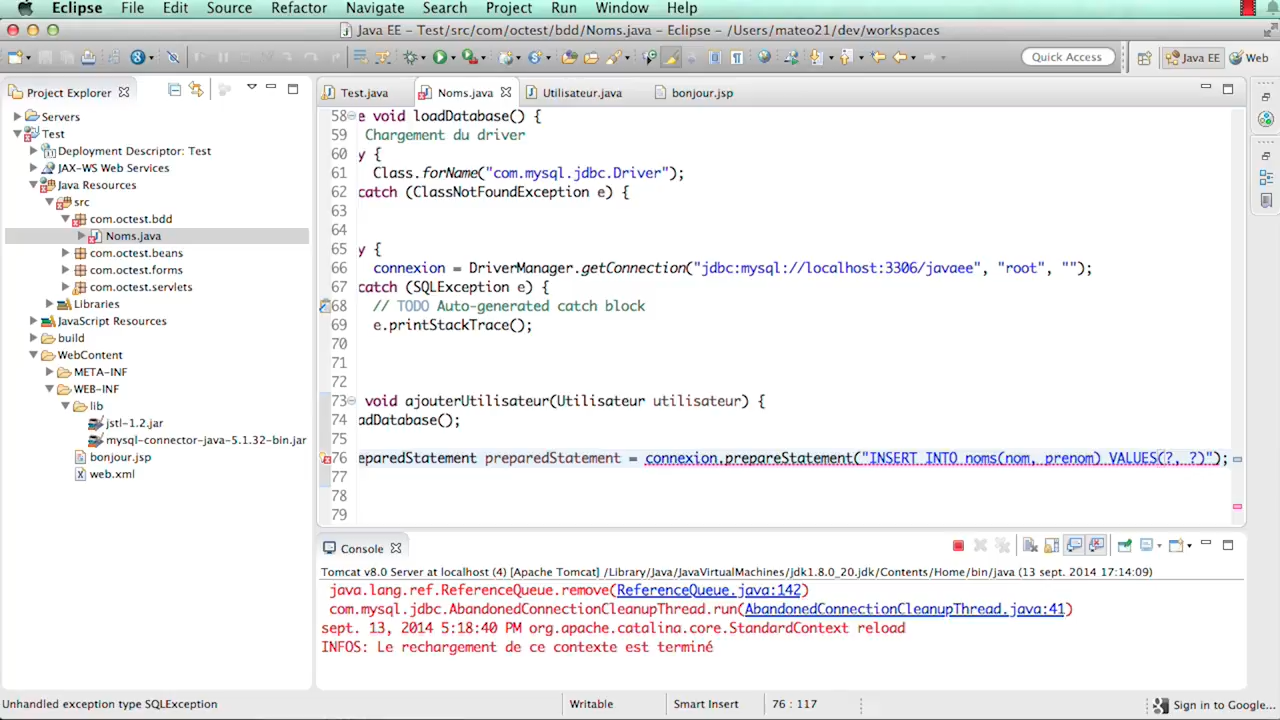 Eclipse File Edit Source Refactor Navigate Search Project Run Window Help
Java EE - Test/src/com/octest/bdd/Noms.java - Eclipse - /Users/mateo21/dev/workspaces
Quick Access Java EE Web
Project Explorer
Servers
Test
Deployment Descriptor: Test
JAX-WS Web Services
Java Resources
src
com.octest.bdd
Noms.java
com.octest.beans
com.octest.forms
com.octest.servlets
Libraries
JavaScript Resources
build
WebContent
META-INF
WEB-INF
lib
jstl-1.2.jar
mysql-connector-java-5.1.32-bin.jar
bonjour.jsp
web.xml
Test.java Noms.java Utilisateur.java bonjour.jsp
58 e void loadDatabase() {
59 Chargement du driver
60 y {
61 Class.forName("com.mysql.jdbc.Driver");
62 catch (ClassNotFoundException e) {
63
64
65 y {
66 connexion = DriverManager.getConnection("jdbc:mysql://localhost:3306/javaee", "root", "");
67 catch (SQLException e) {
68 // TODO Auto-generated catch block
69 e.printStackTrace();
70
71
72
73 void ajouterUtilisateur(Utilisateur utilisateur) {
74 adDatabase();
75
76 eparedStatement preparedStatement = connexion.prepareStatement("INSERT INTO noms(nom, prenom) VALUES(?, ?)");
77
78
79
Console
Tomcat v8.0 Server at localhost (4) [Apache Tomcat] /Library/Java/JavaVirtualMachines/jdk1.8.0_20.jdk/Contents/Home/bin/java (13 sept. 2014 17:14:09)
java.lang.ref.ReferenceQueue.remove(ReferenceQueue.java:142)
com.mysql.jdbc.AbandonedConnectionCleanupThread.run(AbandonedConnectionCleanupThread.java:41)
sept. 13, 2014 5:18:40 PM org.apache.catalina.core.StandardContext reload
INFOS: Le rechargement de ce contexte est terminé
Unhandled exception type SQLException Writable Smart Insert 76 : 117 Sign in to Google...